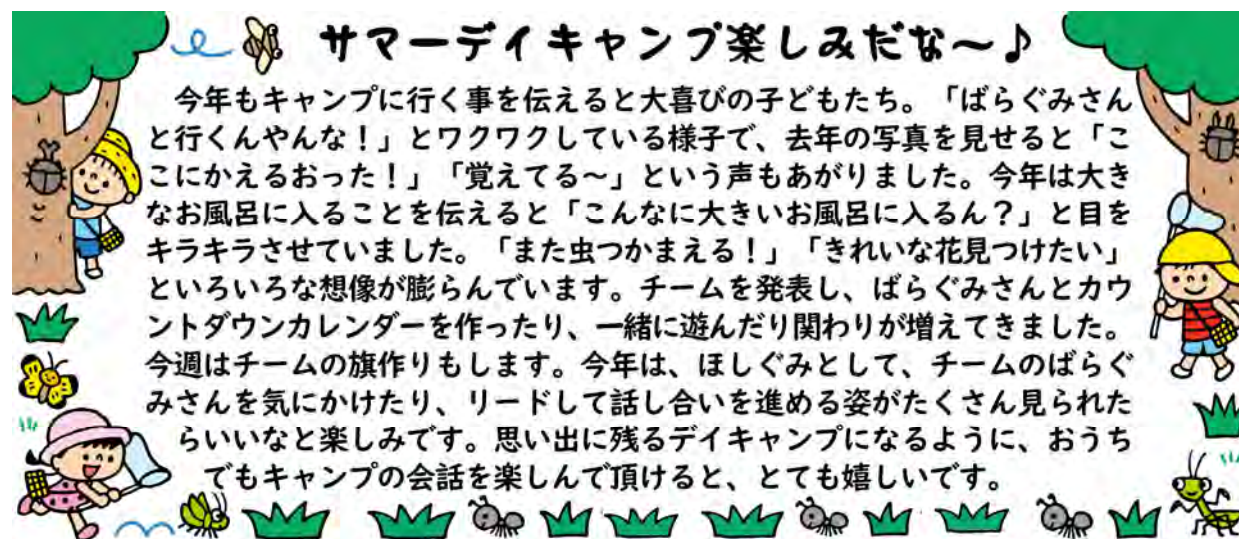 サマーデイキャンプ楽しみだな～♪
今年もキャンプに行く事を伝えると大喜びの子どもたち。「ばらぐみさん
と行くんやんな！」とワクワクしている様子で、去年の写真を見せると「こ
こにかえるおった！」「覚えてる～」という声もあがりました。今年は大き
なお風呂に入ることを伝えると「こんなに大きいお風呂に入るん？」と目を
キラキラさせていました。「また虫つかまえる！」「きれいな花見つけたい」
といろいろな想像が膨らんでいます。チームを発表し、ばらぐみさんとカウ
ントダウンカレンダーを作ったり、一緒に遊んだり関わりが増えてきました。
今週はチームの旗作りもします。今年は、ほしぐみとして、チームのばらぐ
みさんを気にかけたり、リードして話し合いを進める姿がたくさん見られた
らいいなと楽しみです。思い出に残るデイキャンプになるように、おうち
でもキャンプの会話を楽しんで頂けると、とても嬉しいです。